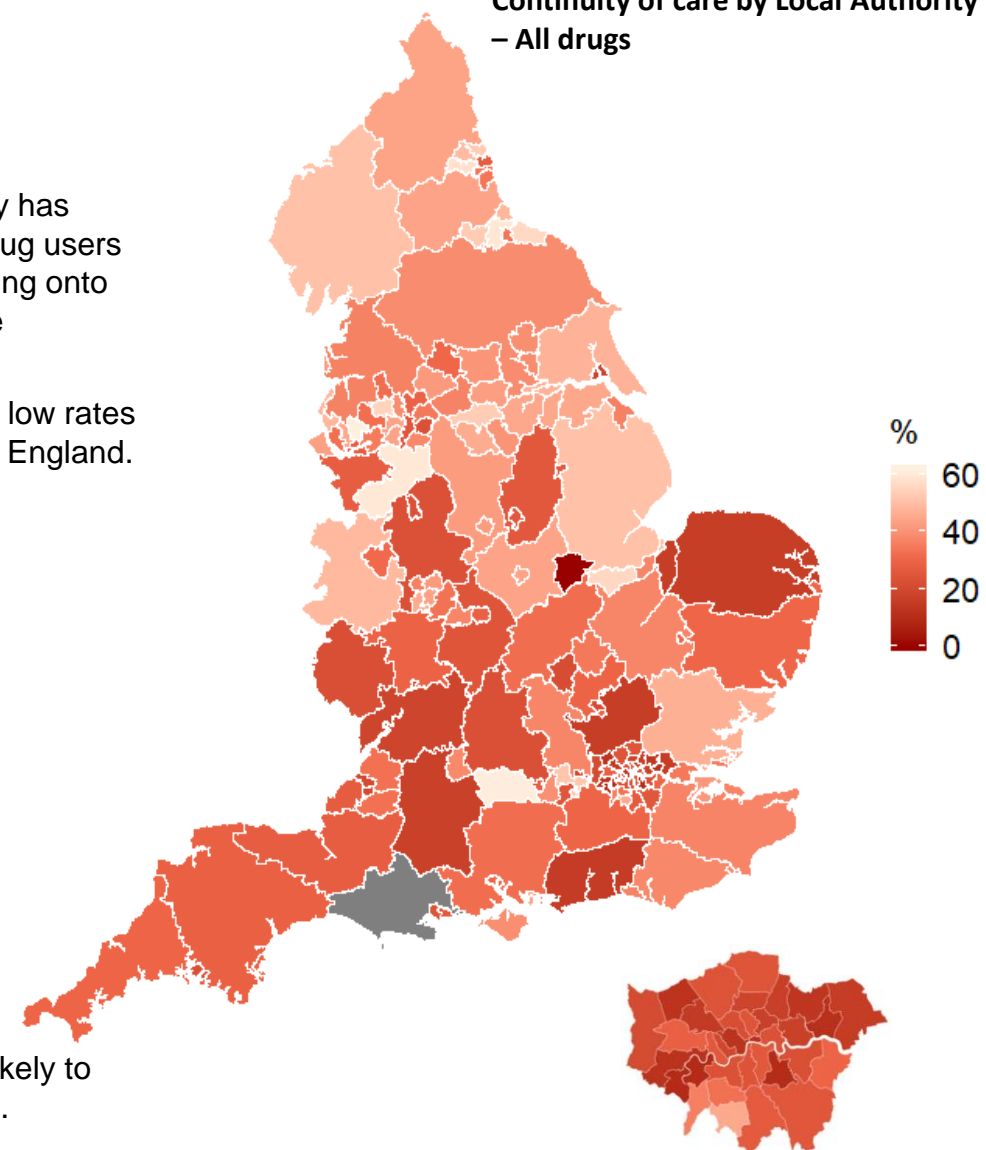 Continuity of care by Local Authority
– All drugs
y has
ug users
ng onto
e
low rates
England.
%
60
40
20
0
kely to
.